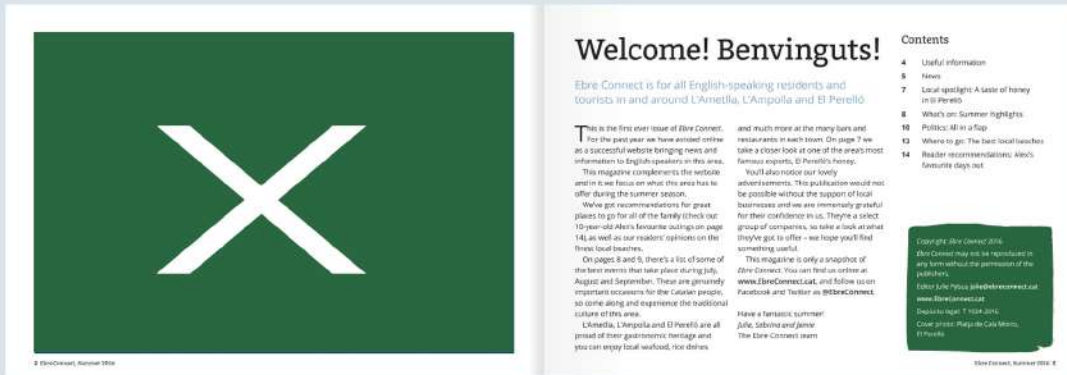 2 Ebre Connect, Summer 2016
Welcome! Benvinguts!
Ebre Connect is for all English-speaking residents and
tourists in and around L'Ametlla, L'Ampolla and El Perelló
This is the first ever issue of Ebre Connect.
For the past year we have existed online
as a successful website bringing news and
information to English-speakers in this area.
This magazine complements the website
and in it we focus on what this area has to
offer during the summer season.
We've got recommendations for great
places to go for all of the family (check out
10-year-old Alex's favourite outings on page
14), as well as our readers' opinions on the
finest local beaches.
On pages 8 and 9, there's a list of some of
the best events that take place during July,
August and September. These are genuinely
important occasions for the Catalan people,
so come along and experience the traditional
culture of this area.
L'Ametlla, L'Ampolla and El Perelló are all
proud of their gastronomic heritage and
you can enjoy local seafood, rice dishes
and much more at the many bars and
restaurants in each town. On page 7 we
take a closer look at one of the area's most
famous exports, El Perelló's honey.
You'll also notice our lovely
advertisements. This publication would not
be possible without the support of local
businesses and we are immensely grateful
for their confidence in us. They're a select
group of companies, so take a look at what
they've got to offer – we hope you'll find
something useful.
This magazine is only a snapshot of
Ebre Connect. You can find us online at
www.EbreConnect.cat, and follow us on
Facebook and Twitter as @EbreConnect.
Have a fantastic summer!
Julie, Sabrina and Jenne
The Ebre Connect team
Contents
4 Useful information
5 News
7 Local spotlight: A taste of honey
in El Perelló
8 What's on: Summer highlights
10 Politics: All in a flap
13 Where to go: The best local beaches
14 Reader recommendations: Alex's
favourite days out
Copyright Ebre Connect 2016
Ebre Connect may not be reproduced in
any form without the permission of the
publishers.
Editor Julie julie@ebreconnect.cat
www.EbreConnect.cat
Depósito legal: T
Cover photo: Platja de Cala
El Perelló
Ebre Connect, Summer 2016 3